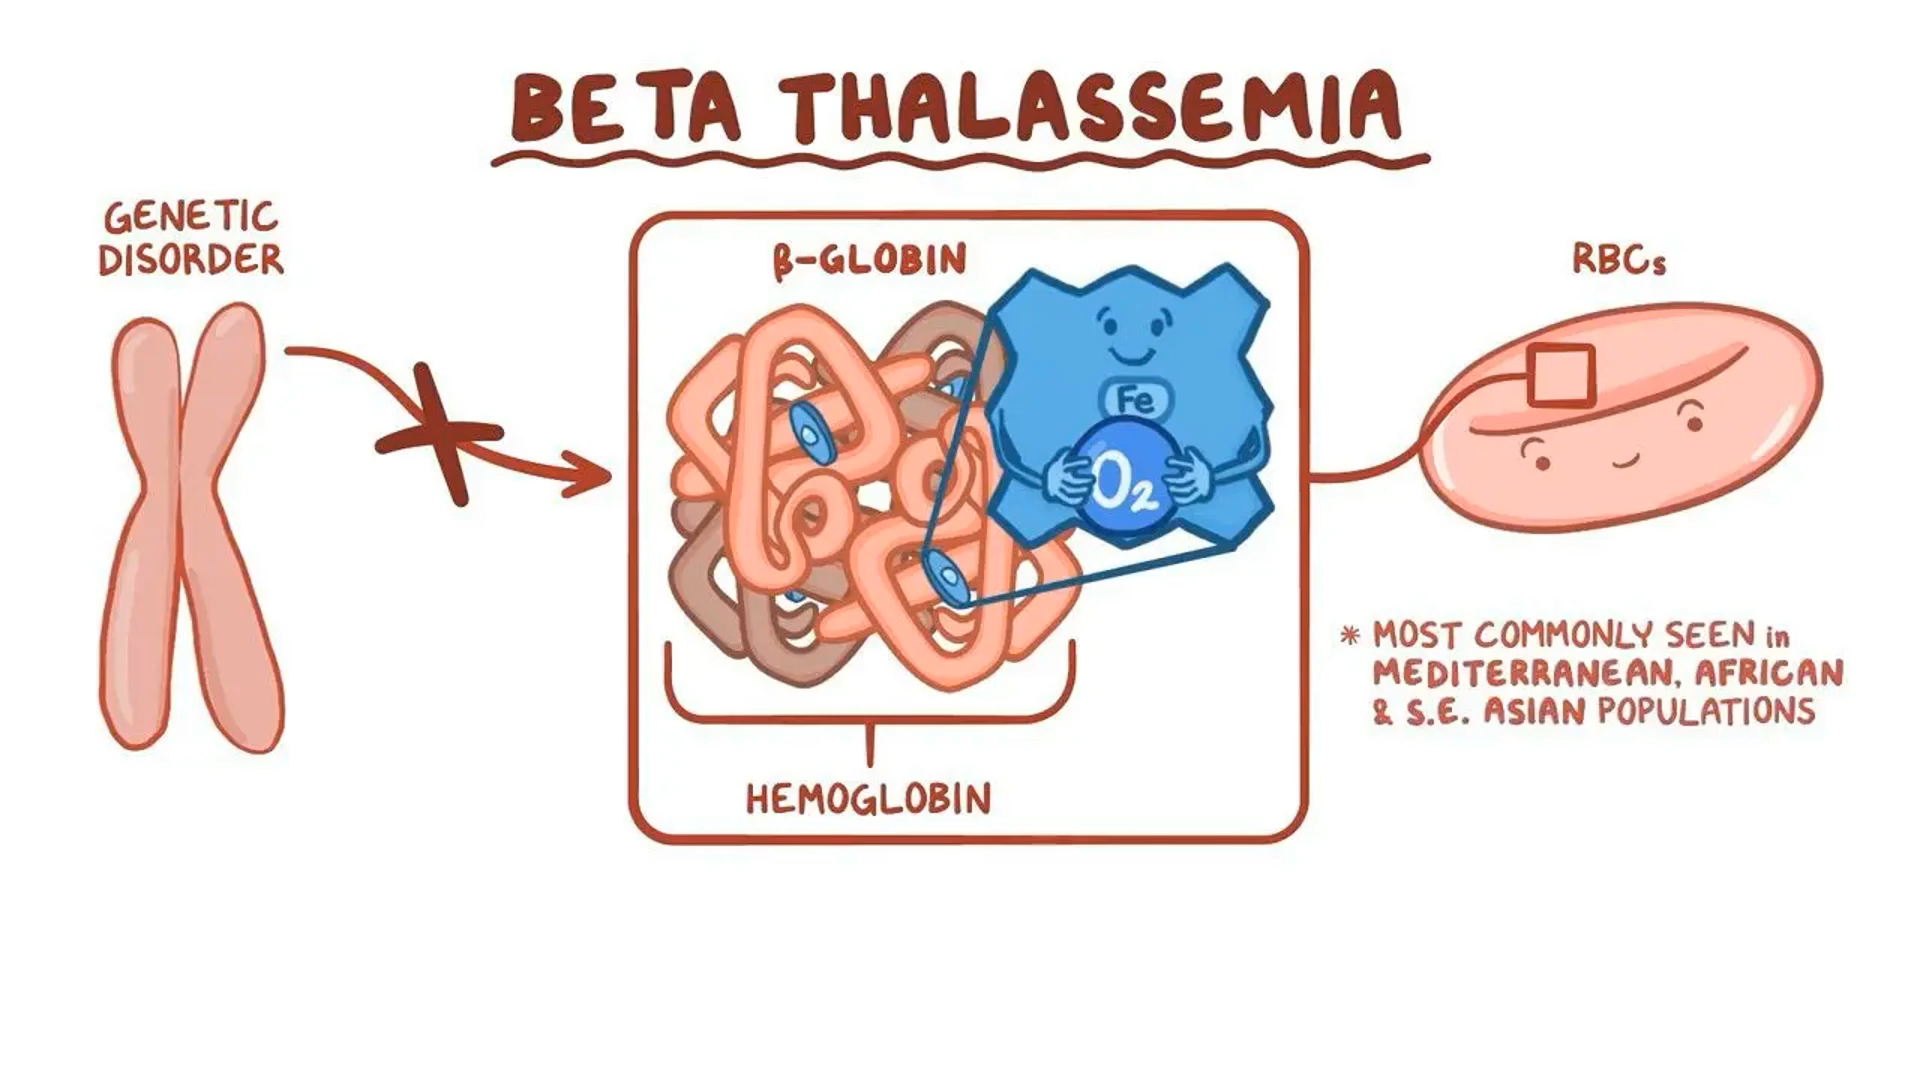 BETA THALASSEMIA
GENETIC
DISORDER
β-GLOBIN
Fe
O₂
HEMOGLOBIN
RBCs
* MOST COMMONLY SEEN in
MEDITERRANEAN, AFRICAN
& S.E. ASIAN POPULATIONS